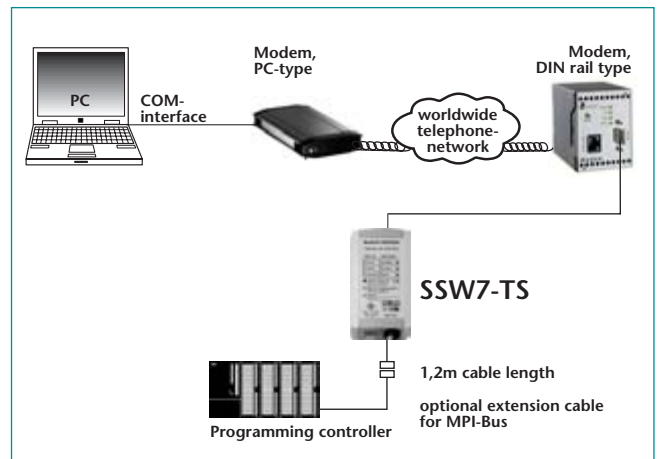 Modem,
PC-type
Modem,
DIN rail type
PC
COM-
interface
worldwide
telephone-
network
SSW7-TS
1,2m cable length
optional extension cable
for MPI-Bus
Programming controller